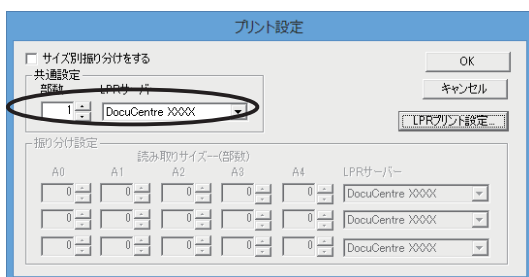 プリント設定
サイズ別振り分けをする
共通設定
部数 LPRサーバー
1 DocuCentre XXXX
OK
キャンセル
LPRプリント設定...
振り分け設定
読み取りサイズ--(部数)
A0 A1 A2 A3 A4 LPRサーバー
0 0 0 0 0 DocuCentre XXXX
0 0 0 0 0 DocuCentre XXXX
0 0 0 0 0 DocuCentre XXXX